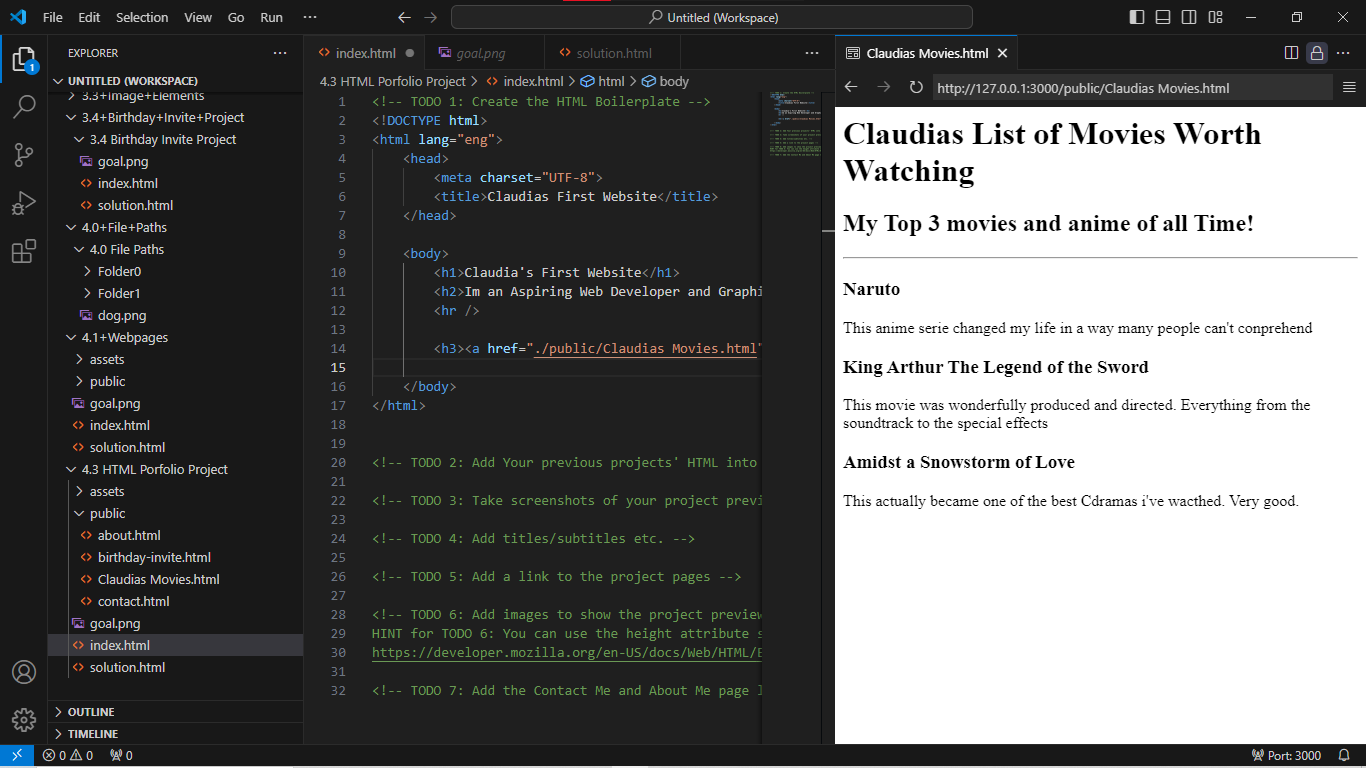 File Edit Selection View Go Run ··· Untitled (Workspace)
EXPLORER ···
UNTITLED (WORKSPACE)
3.3+Image+Elements
3.4+Birthday+Invite+Project
3.4 Birthday Invite Project
goal.png
index.html
solution.html
4.0+File+Paths
4.0 File Paths
Folder0
Folder1
dog.png
4.1+Webpages
assets
public
goal.png
index.html
solution.html
4.3 HTML Porfolio Project
assets
public
about.html
birthday-invite.html
Claudias Movies.html
contact.html
goal.png
index.html
solution.html
OUTLINE
TIMELINE
1
index.html goal.png solution.html ···
4.3 HTML Porfolio Project > index.html > html > body
1 <!-- TODO 1: Create the HTML Boilerplate -->
2 <!DOCTYPE html>
3 <html lang="eng">
4 <head>
5 <meta charset="UTF-8">
6 <title>Claudias First Website</title>
7 </head>
8
9 <body>
10 <h1>Claudia's First Website</h1>
11 <h2>Im an Aspiring Web Developer and Graphi
12 <hr />
13
14 <h3><a href="./public/Claudias Movies.html"
15
16 </body>
17 </html>
18
19
20 <!-- TODO 2: Add Your previous projects' HTML into
21
22 <!-- TODO 3: Take screenshots of your project previ
23
24 <!-- TODO 4: Add titles/subtitles etc. -->
25
26 <!-- TODO 5: Add a link to the project pages -->
27
28 <!-- TODO 6: Add images to show the project preview
29 HINT for TODO 6: You can use the height attribute s
30 https://developer.mozilla.org/en-US/docs/Web/HTML/E
31
32 <!-- TODO 7: Add the Contact Me and About Me page l
Claudias Movies.html ···
http://127.0.0.1:3000/public/Claudias Movies.html
Claudias List of Movies Worth
Watching
My Top 3 movies and anime of all Time!
Naruto
This anime serie changed my life in a way many people can't conprehend
King Arthur The Legend of the Sword
This movie was wonderfully produced and directed. Everything from the
soundtrack to the special effects
Amidst a Snowstorm of Love
This actually became one of the best Cdramas i've wacthed. Very good.
0 0 0 Port: 3000